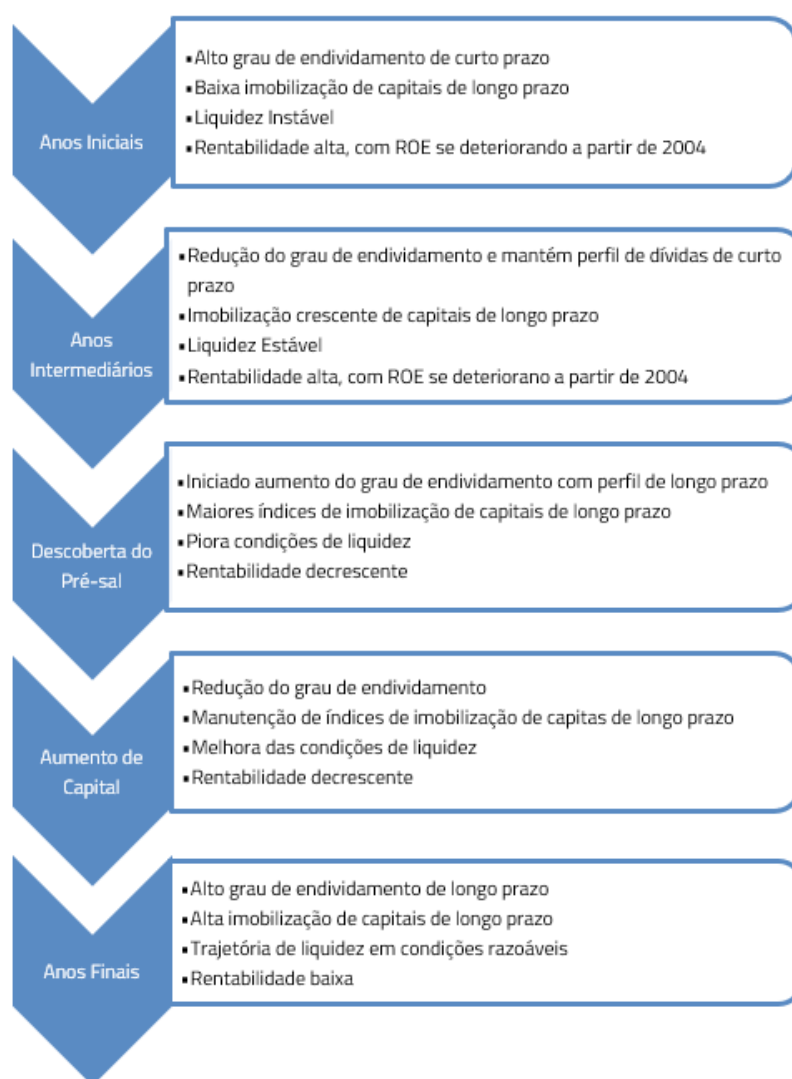 Anos Iniciais
▪Alto grau de endividamento de curto prazo
▪Baixa imobilização de capitais de longo prazo
▪Liquidez Instável
▪Rentabilidade alta, com ROE se deteriorando a partir de 2004
Anos
Intermediários
▪Redução do grau de endividamento e mantém perfil de dívidas de curto
prazo
▪Imobilização crescente de capitais de longo prazo
▪Liquidez Estável
▪Rentabilidade alta, com ROE se deteriorano a partir de 2004
Descoberta do
Pré-sal
▪Iniciado aumento do grau de endividamento com perfil de longo prazo
▪Maiores índices de imobilização de capitais de longo prazo
▪Piora condições de liquidez
▪Rentabilidade decrescente
Aumento de
Capital
▪Redução do grau de endividamento
▪Manutenção de índices de imobilização de capitas de longo prazo
▪Melhora das condições de liquidez
▪Rentabilidade decrescente
Anos Finais
▪Alto grau de endividamento de longo prazo
▪Alta imobilização de capitais de longo prazo
▪Trajetória de liquidez em condições razoáveis
▪Rentabilidade baixa